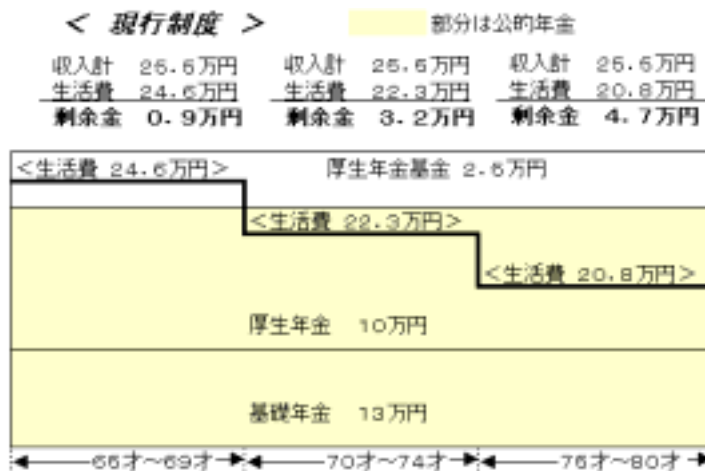 ＜ 現行制度 ＞ 部分は公的年金
収入計 25.5万円 収入計 25.5万円 収入計 25.5万円
生活費 24.6万円 生活費 22.3万円 生活費 20.8万円
剰余金 0.9万円 剰余金 3.2万円 剰余金 4.7万円
＜生活費 24.6万円＞ 厚生年金基金 2.5万円
＜生活費 22.3万円＞
＜生活費 20.8万円＞
厚生年金 10万円
基礎年金 13万円
65才～69才 70才～74才 75才～80才